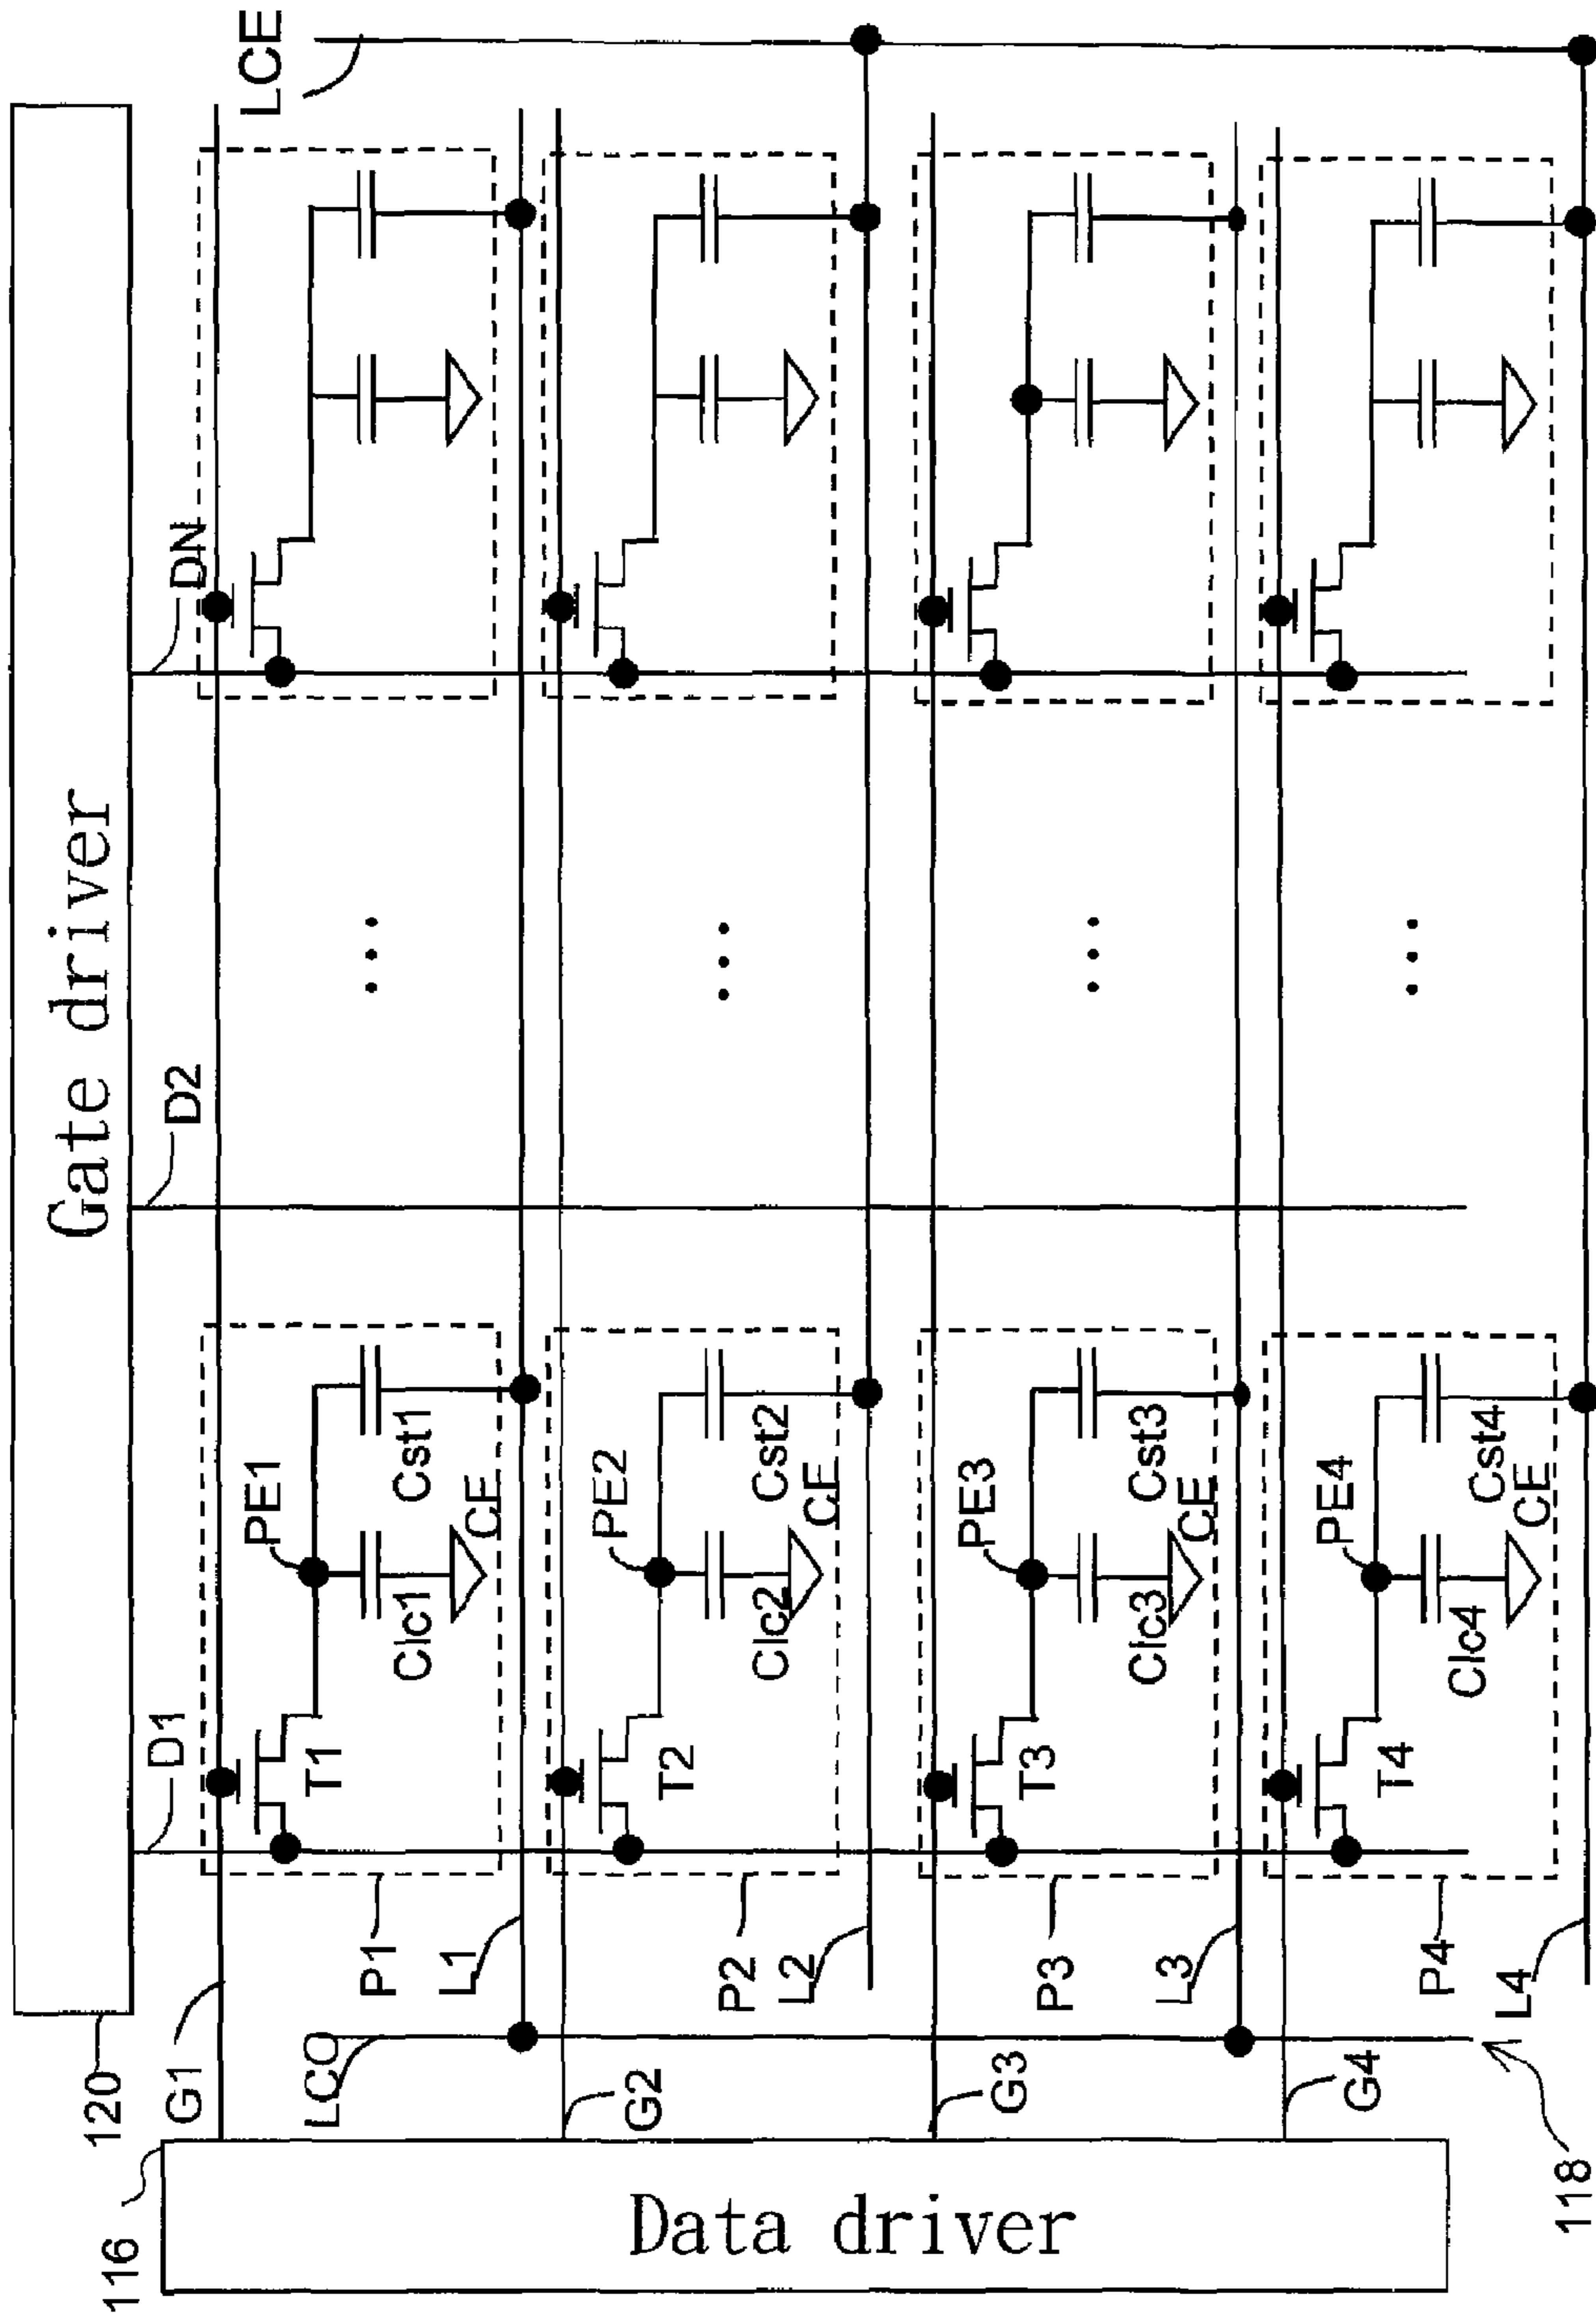 Gate driver
120
116
D1
D2
DN
G1
LCE
LCO
PE1
T1
P1
Clc1
Cst1
L1
CE
G2
PE2
T2
P2
Clc2
Cst2
L2
CE
Data driver
G3
PE3
T3
P3
Clc3
Cst3
L3
CE
G4
PE4
T4
P4
Clc4
Cst4
L4
CE
118